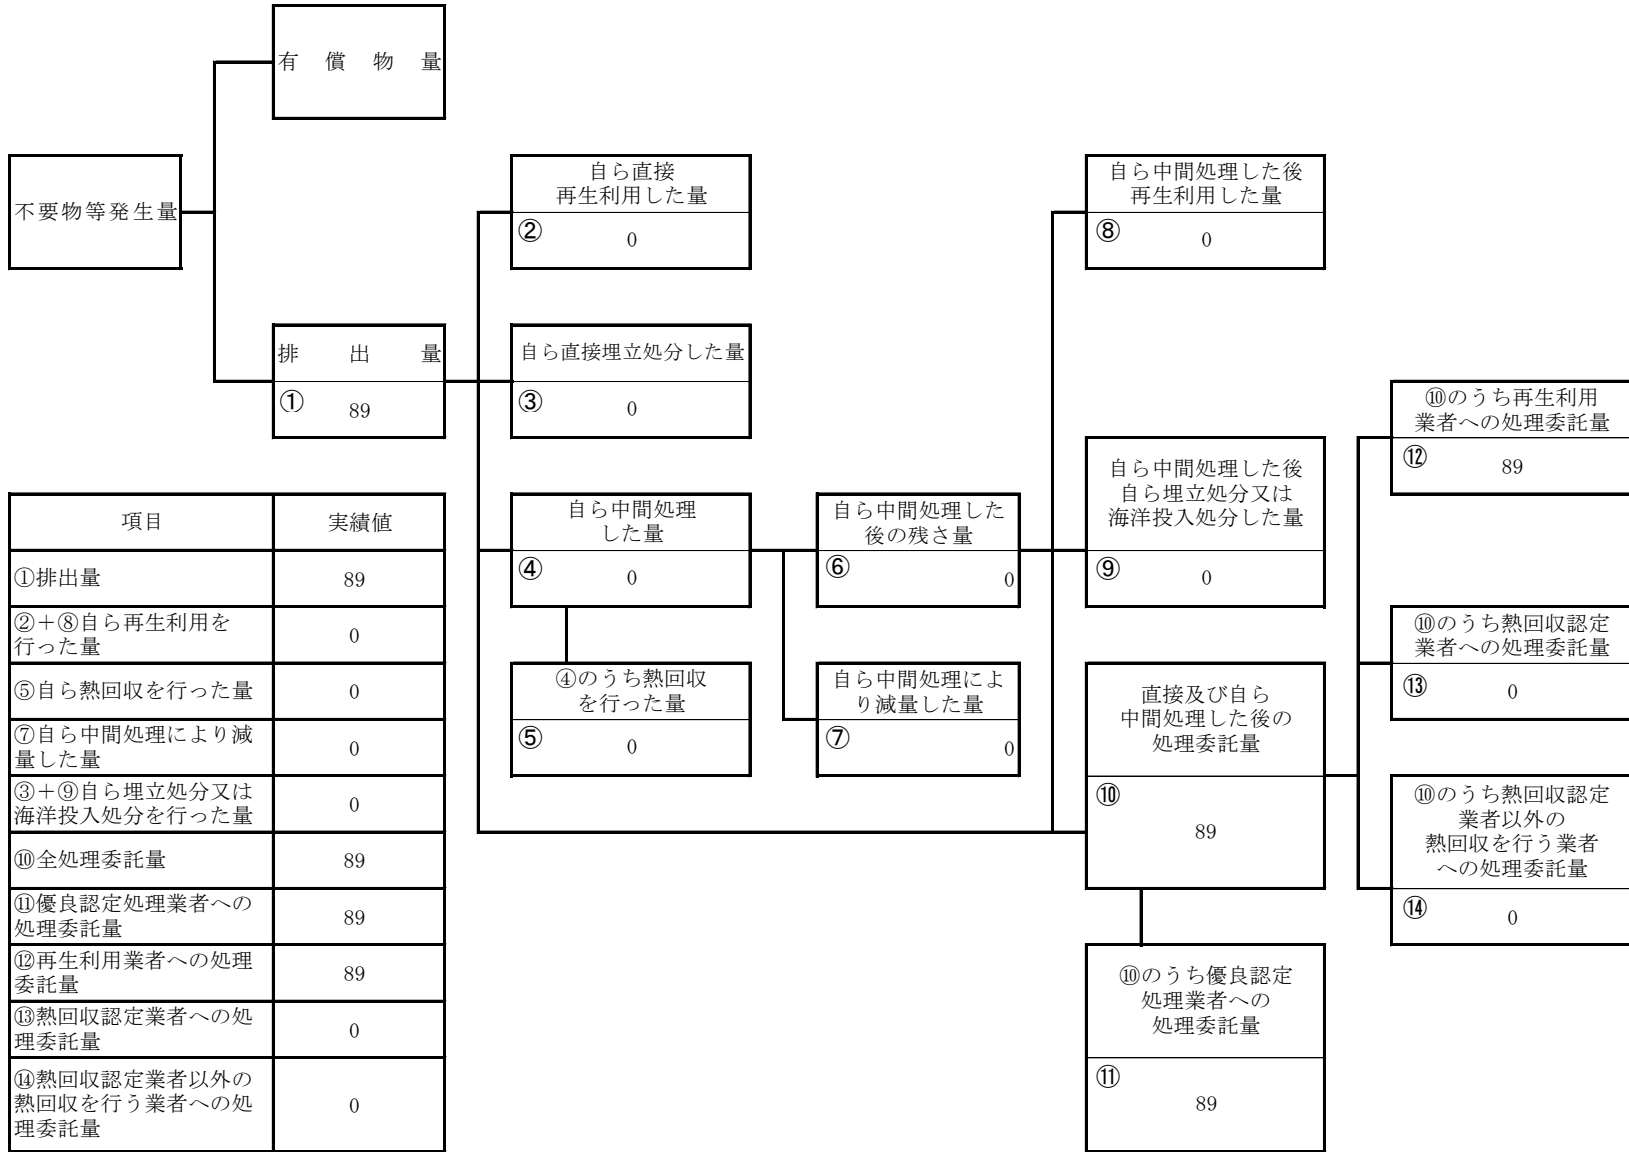 有償物量
不要物等発生量
排出量
① 89
自ら直接
再生利用した量
② 0
自ら直接埋立処分した量
③ 0
自ら中間処理
した量
④ 0
④のうち熱回収
を行った量
⑤ 0
自ら中間処理した
後の残さ量
⑥ 0
自ら中間処理によ
り減量した量
⑦ 0
自ら中間処理した後
再生利用した量
⑧ 0
自ら中間処理した後
自ら埋立処分又は
海洋投入処分した量
⑨ 0
直接及び自ら
中間処理した後の
処理委託量
⑩
89
⑩のうち優良認定
処理業者への
処理委託量
⑪
89
⑩のうち再生利用
業者への処理委託量
⑫ 89
⑩のうち熱回収認定
業者への処理委託量
⑬ 0
⑩のうち熱回収認定
業者以外の
熱回収を行う業者
への処理委託量
⑭ 0
項目 実績値
①排出量 89
②+⑧自ら再生利用を
行った量 0
⑤自ら熱回収を行った量 0
⑦自ら中間処理により減
量した量 0
③+⑨自ら埋立処分又は
海洋投入処分を行った量 0
⑩全処理委託量 89
⑪優良認定処理業者への
処理委託量 89
⑫再生利用業者への処理
委託量 89
⑬熱回収認定業者への処
理委託量 0
⑭熱回収認定業者以外の
熱回収を行う業者への処 0
理委託量